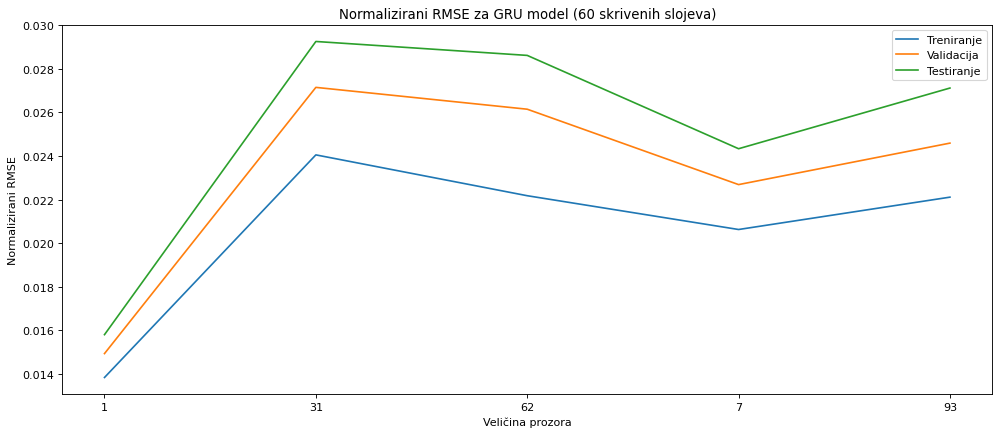 Normalizirani RMSE za GRU model (60 skrivenih slojeva)
Treniranje
Validacija
Testiranje
Normalizirani RMSE
0.030
0.028
0.026
0.024
0.022
0.020
0.018
0.016
0.014
1
31
62
7
93
Veličina prozora